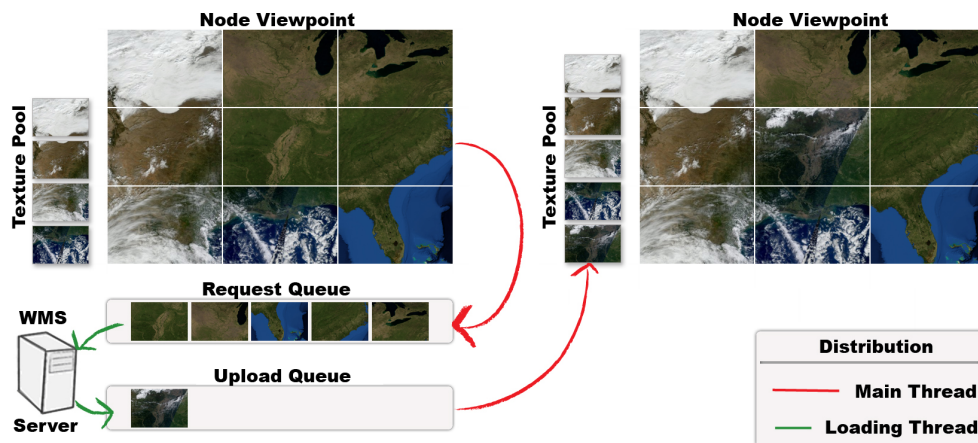 Node Viewpoint
Texture Pool
Request Queue
WMS
Server
Upload Queue
Node Viewpoint
Texture Pool
Distribution
Main Thread
Loading Thread